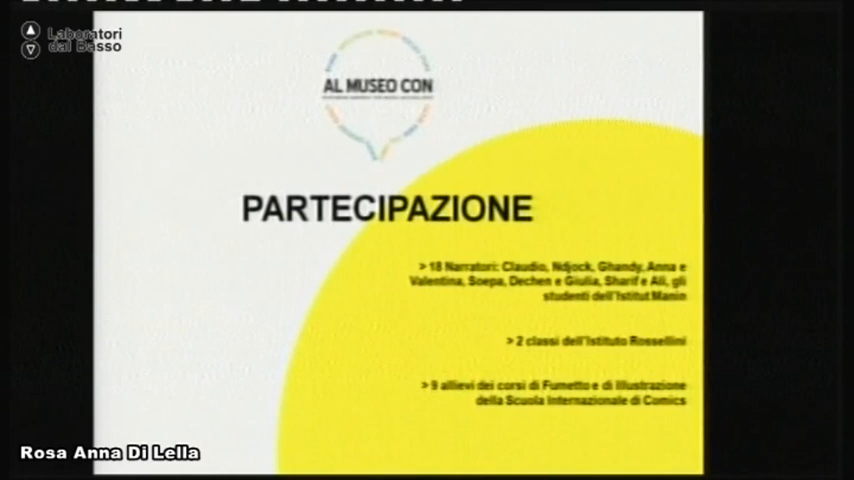 Laboratori
dal Basso
AL MUSEO CON
PARTECIPAZIONE
> 18 Narratori: Claudio, Ndjock, Ghandy, Anna e
Valentina, Soepa, Dechen e Giulia, Sharif e Ali, gli
studenti dell'Istitut Manin
> 2 classi dell'Istituto Rossellini
> 9 allievi dei corsi di Fumetto e di Illustrazione
della Scuola Internazionale di Comics
Rosa Anna Di Lella